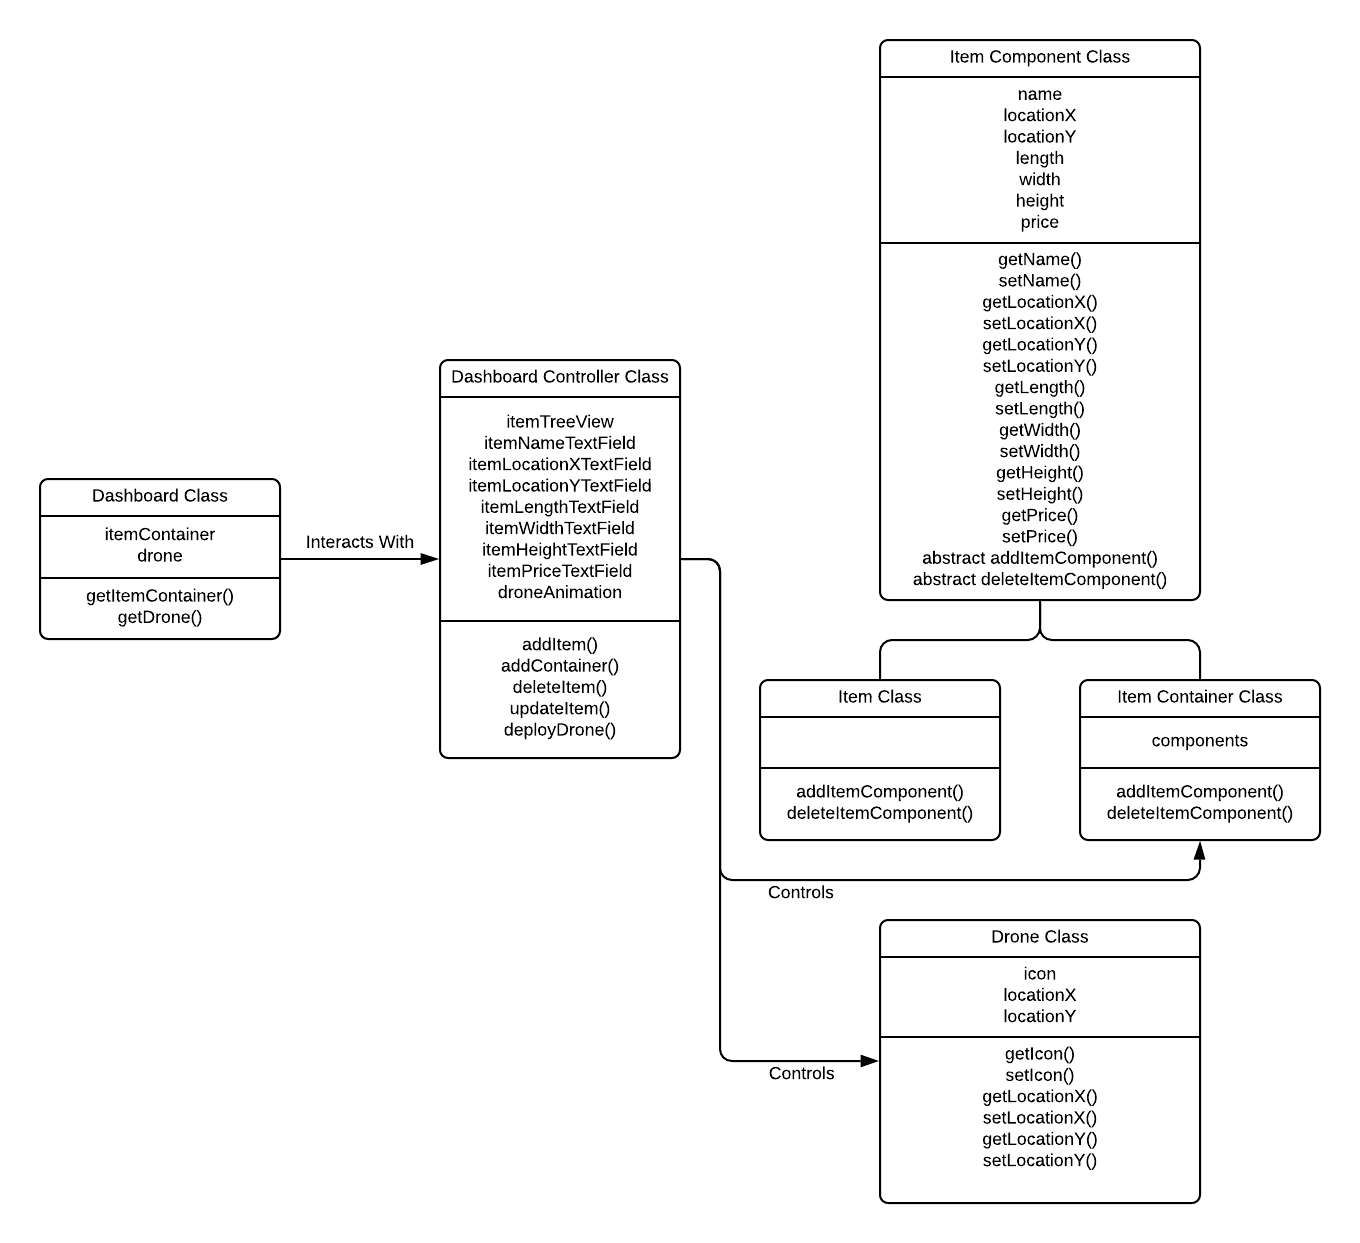 Dashboard Class
itemContainer
drone
getItemContainer()
getDrone()
Interacts With
Dashboard Controller Class
itemTreeView
itemNameTextField
itemLocationXTextField
itemLocationYTextField
itemLengthTextField
itemWidthTextField
itemHeightTextField
itemPriceTextField
droneAnimation
addItem()
addContainer()
deleteItem()
updateItem()
deployDrone()
Item Component Class
name
locationX
locationY
length
width
height
price
getName()
setName()
getLocationX()
setLocationX()
getLocationY()
setLocationY()
getLength()
setLength()
getWidth()
setWidth()
getHeight()
setHeight()
getPrice()
setPrice()
abstract addItemComponent()
abstract deleteItemComponent()
Item Class
addItemComponent()
deleteItemComponent()
Item Container Class
components
addItemComponent()
deleteItemComponent()
Controls
Drone Class
icon
locationX
locationY
getIcon()
setIcon()
getLocationX()
setLocationX()
getLocationY()
setLocationY()
Controls